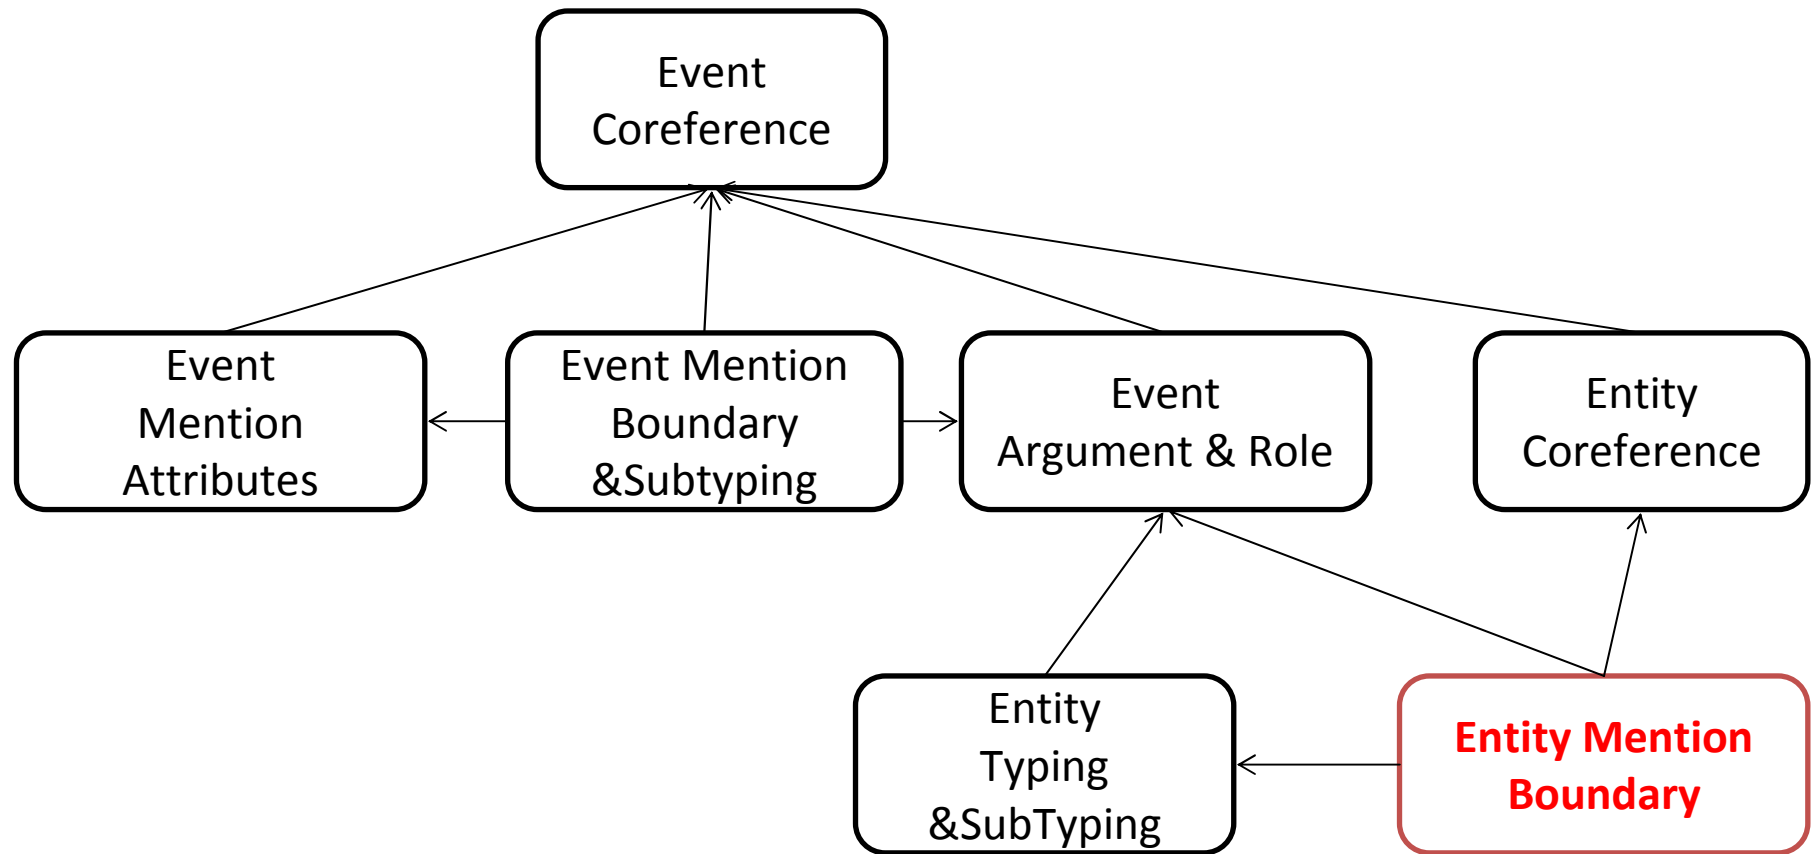 Event
Coreference
Event
Mention
Attributes
Event Mention
Boundary
&Subtyping
Event
Argument & Role
Entity
Coreference
Entity
Typing
&SubTyping
Entity Mention
Boundary